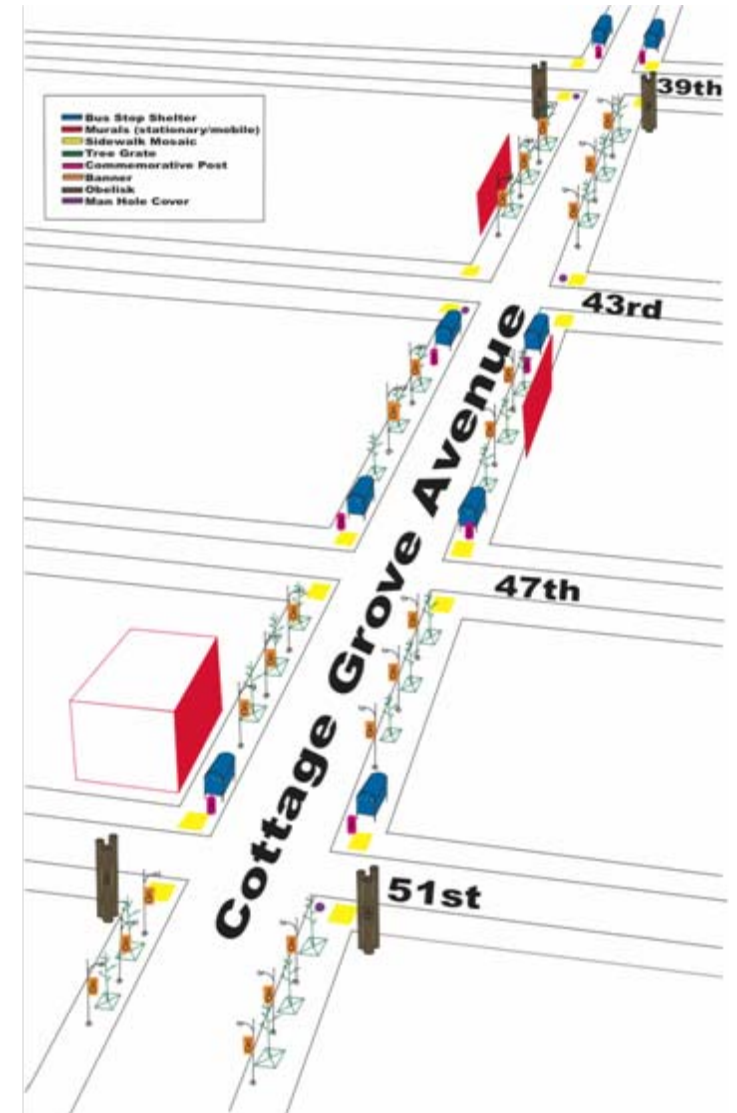 39th
Bus Stop Shelter
Murals (stationary/mobile)
Sidewalk Mosaic
Tree Grate
Commemorative Post
Banner
Obelisk
Man Hole Cover
43rd
Cottage Grove Avenue
47th
51st